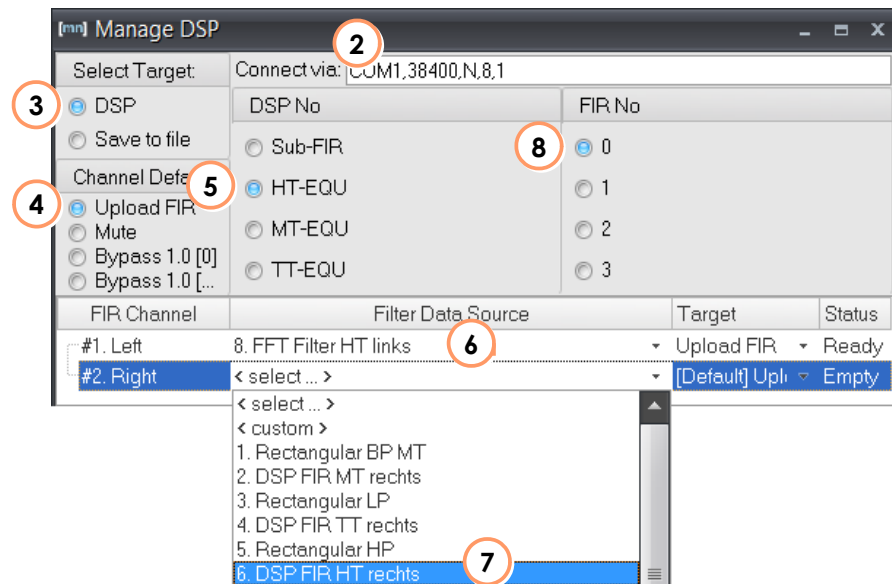 [mn] Manage DSP
2
Select Target: Connect via: COM1,38400,N,8,1
3 DSP DSP No FIR No
Save to file Sub-FIR 8 0
5
4 HT-EQU 1
Upload FIR
Mute MT-EQU 2
Bypass 1.0 [0]
Bypass 1.0 [... TT-EQU 3
FIR Channel Filter Data Source Target Status
#1. Left 8. FFT Filter HT links 6 Upload FIR Ready
#2. Right < select ... > [Default] Empty
< select ... >
< custom >
1. Rectangular BP MT
2. DSP FIR MT rechts
3. Rectangular LP
4. DSP FIR TT rechts
5. Rectangular HP
6. DSP FIR HT rechts 7